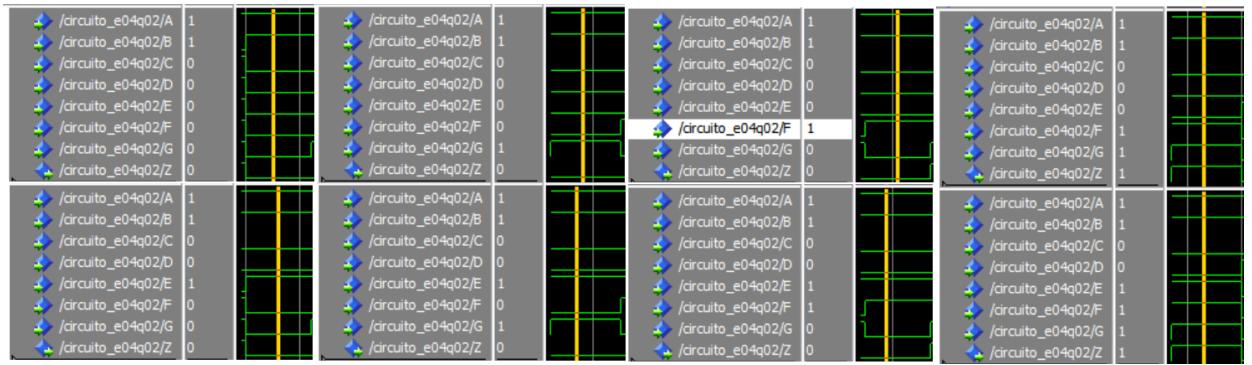 /circuito_e04q02/A 1
/circuito_e04q02/B 1
/circuito_e04q02/C 0
/circuito_e04q02/D 0
/circuito_e04q02/E 0
/circuito_e04q02/F 0
/circuito_e04q02/G 0
/circuito_e04q02/Z 0
/circuito_e04q02/A 1
/circuito_e04q02/B 1
/circuito_e04q02/C 0
/circuito_e04q02/D 0
/circuito_e04q02/E 0
/circuito_e04q02/F 0
/circuito_e04q02/G 1
/circuito_e04q02/Z 0
/circuito_e04q02/A 1
/circuito_e04q02/B 1
/circuito_e04q02/C 0
/circuito_e04q02/D 0
/circuito_e04q02/E 0
/circuito_e04q02/F 1
/circuito_e04q02/G 0
/circuito_e04q02/Z 0
/circuito_e04q02/A 1
/circuito_e04q02/B 1
/circuito_e04q02/C 0
/circuito_e04q02/D 0
/circuito_e04q02/E 0
/circuito_e04q02/F 1
/circuito_e04q02/G 1
/circuito_e04q02/Z 1
/circuito_e04q02/A 1
/circuito_e04q02/B 1
/circuito_e04q02/C 0
/circuito_e04q02/D 0
/circuito_e04q02/E 1
/circuito_e04q02/F 0
/circuito_e04q02/G 0
/circuito_e04q02/Z 0
/circuito_e04q02/A 1
/circuito_e04q02/B 1
/circuito_e04q02/C 0
/circuito_e04q02/D 0
/circuito_e04q02/E 1
/circuito_e04q02/F 0
/circuito_e04q02/G 1
/circuito_e04q02/Z 0
/circuito_e04q02/A 1
/circuito_e04q02/B 1
/circuito_e04q02/C 0
/circuito_e04q02/D 0
/circuito_e04q02/E 1
/circuito_e04q02/F 1
/circuito_e04q02/G 0
/circuito_e04q02/Z 0
/circuito_e04q02/A 1
/circuito_e04q02/B 1
/circuito_e04q02/C 0
/circuito_e04q02/D 0
/circuito_e04q02/E 1
/circuito_e04q02/F 1
/circuito_e04q02/G 1
/circuito_e04q02/Z 1